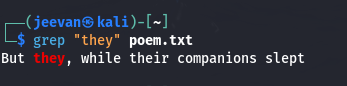 ┌──(jeevan㉿kali)-[~]
└─$ grep "they" poem.txt
But they, while their companions slept